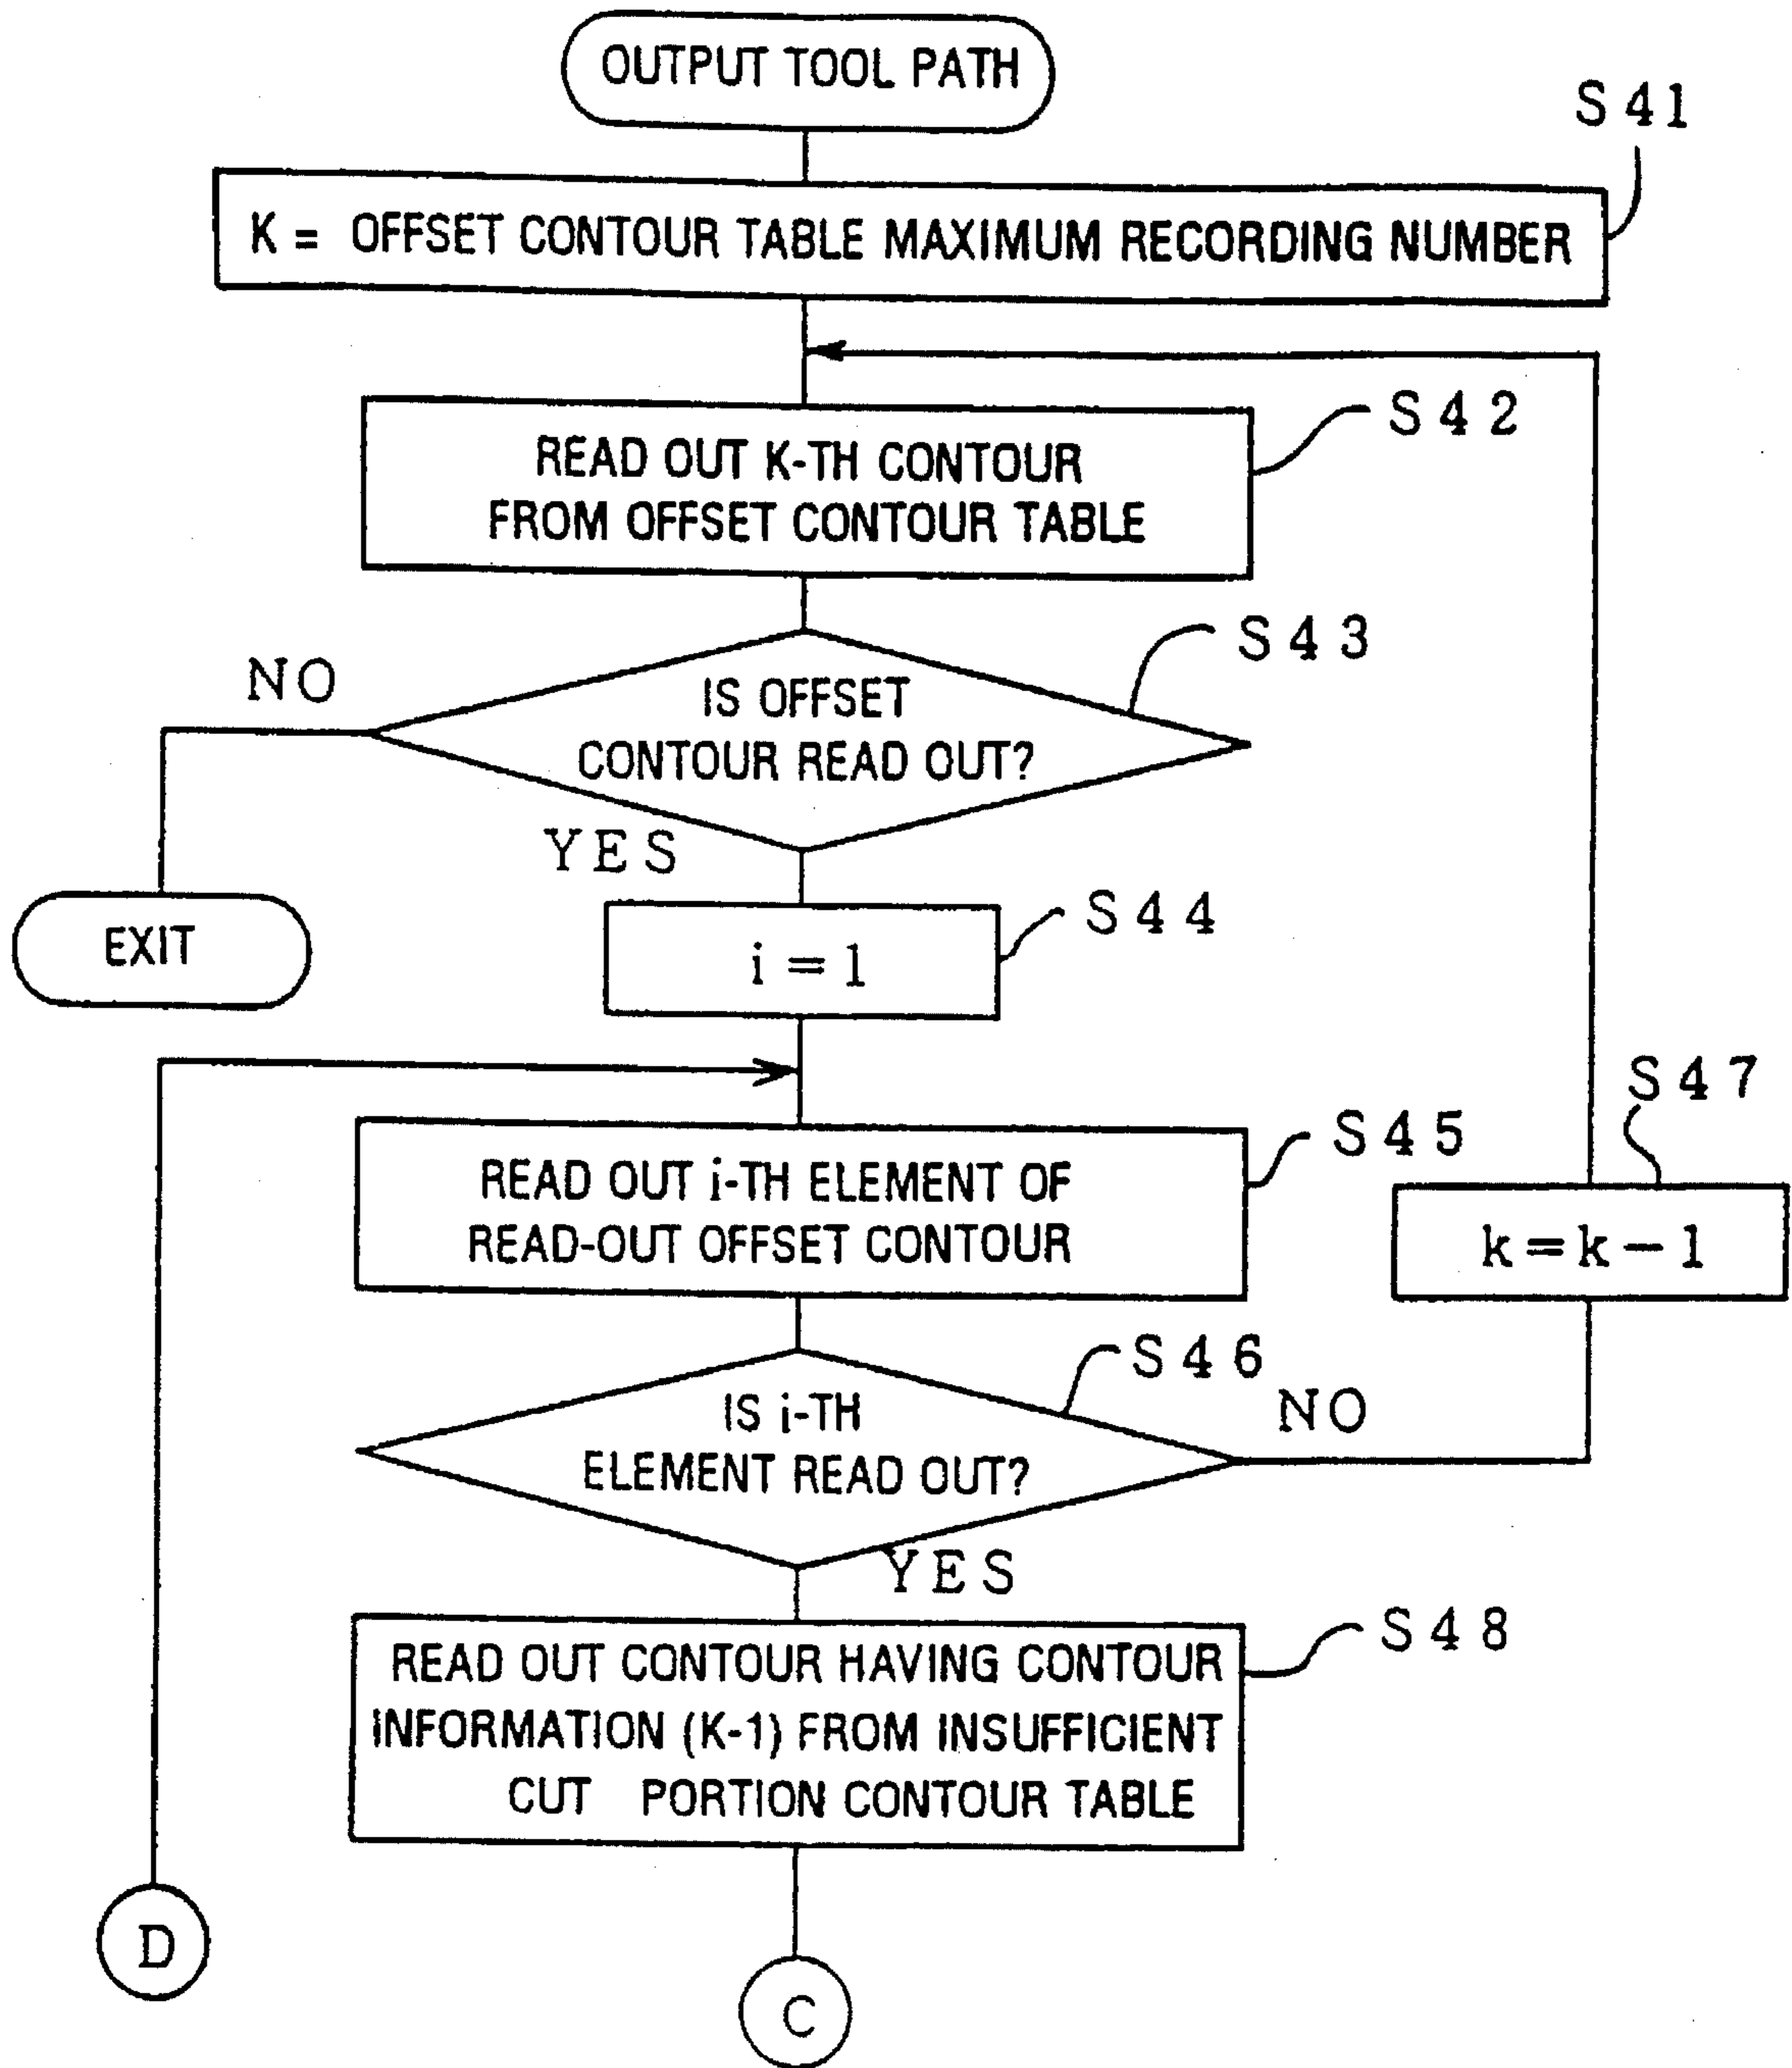 OUTPUT TOOL PATH
S41
K = OFFSET CONTOUR TABLE MAXIMUM RECORDING NUMBER
S42
READ OUT K-TH CONTOUR
FROM OFFSET CONTOUR TABLE
S43
NO
IS OFFSET
CONTOUR READ OUT?
YES
S44
EXIT
i = 1
S47
S45
READ OUT i-TH ELEMENT OF
READ-OUT OFFSET CONTOUR
k = k - 1
S46
NO
IS i-TH
ELEMENT READ OUT?
YES
S48
READ OUT CONTOUR HAVING CONTOUR
INFORMATION (K-1) FROM INSUFFICIENT
CUT PORTION CONTOUR TABLE
D
C